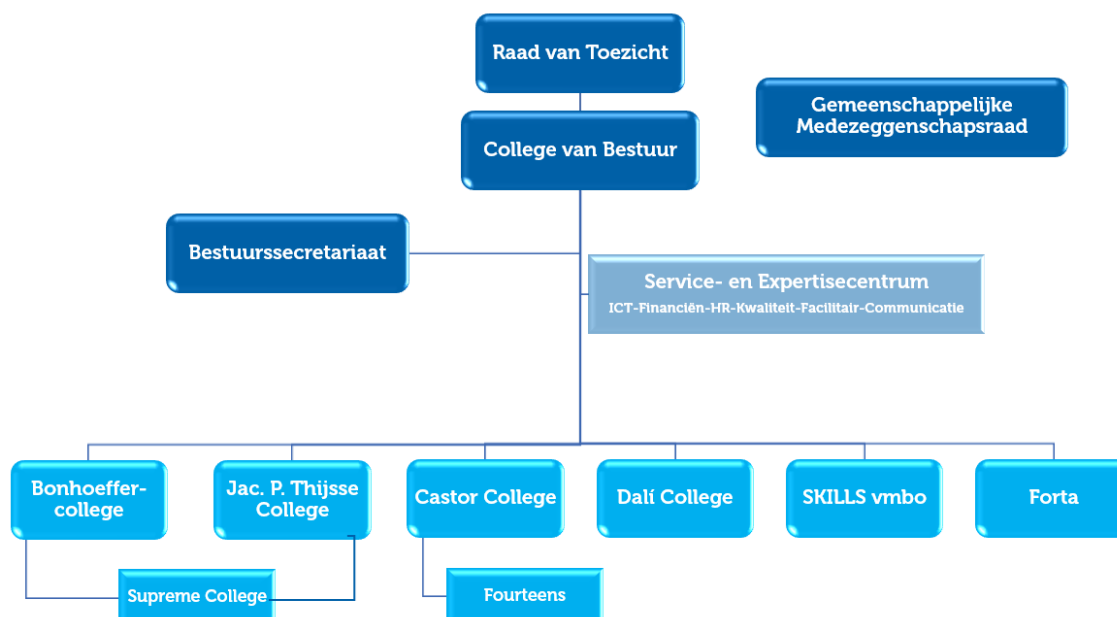 Raad van Toezicht
Gemeenschappelijke
Medezeggenschapsraad
College van Bestuur
Bestuurssecretariaat
Service- en Expertisecentrum
ICT-Financiën-HR-Kwaliteit-Facilitair-Communicatie
Bonhoeffer-
college
Jac. P. Thijsse
College
Castor College
Dalí College
SKILLS vmbo
Forta
Supreme College
Fourteens